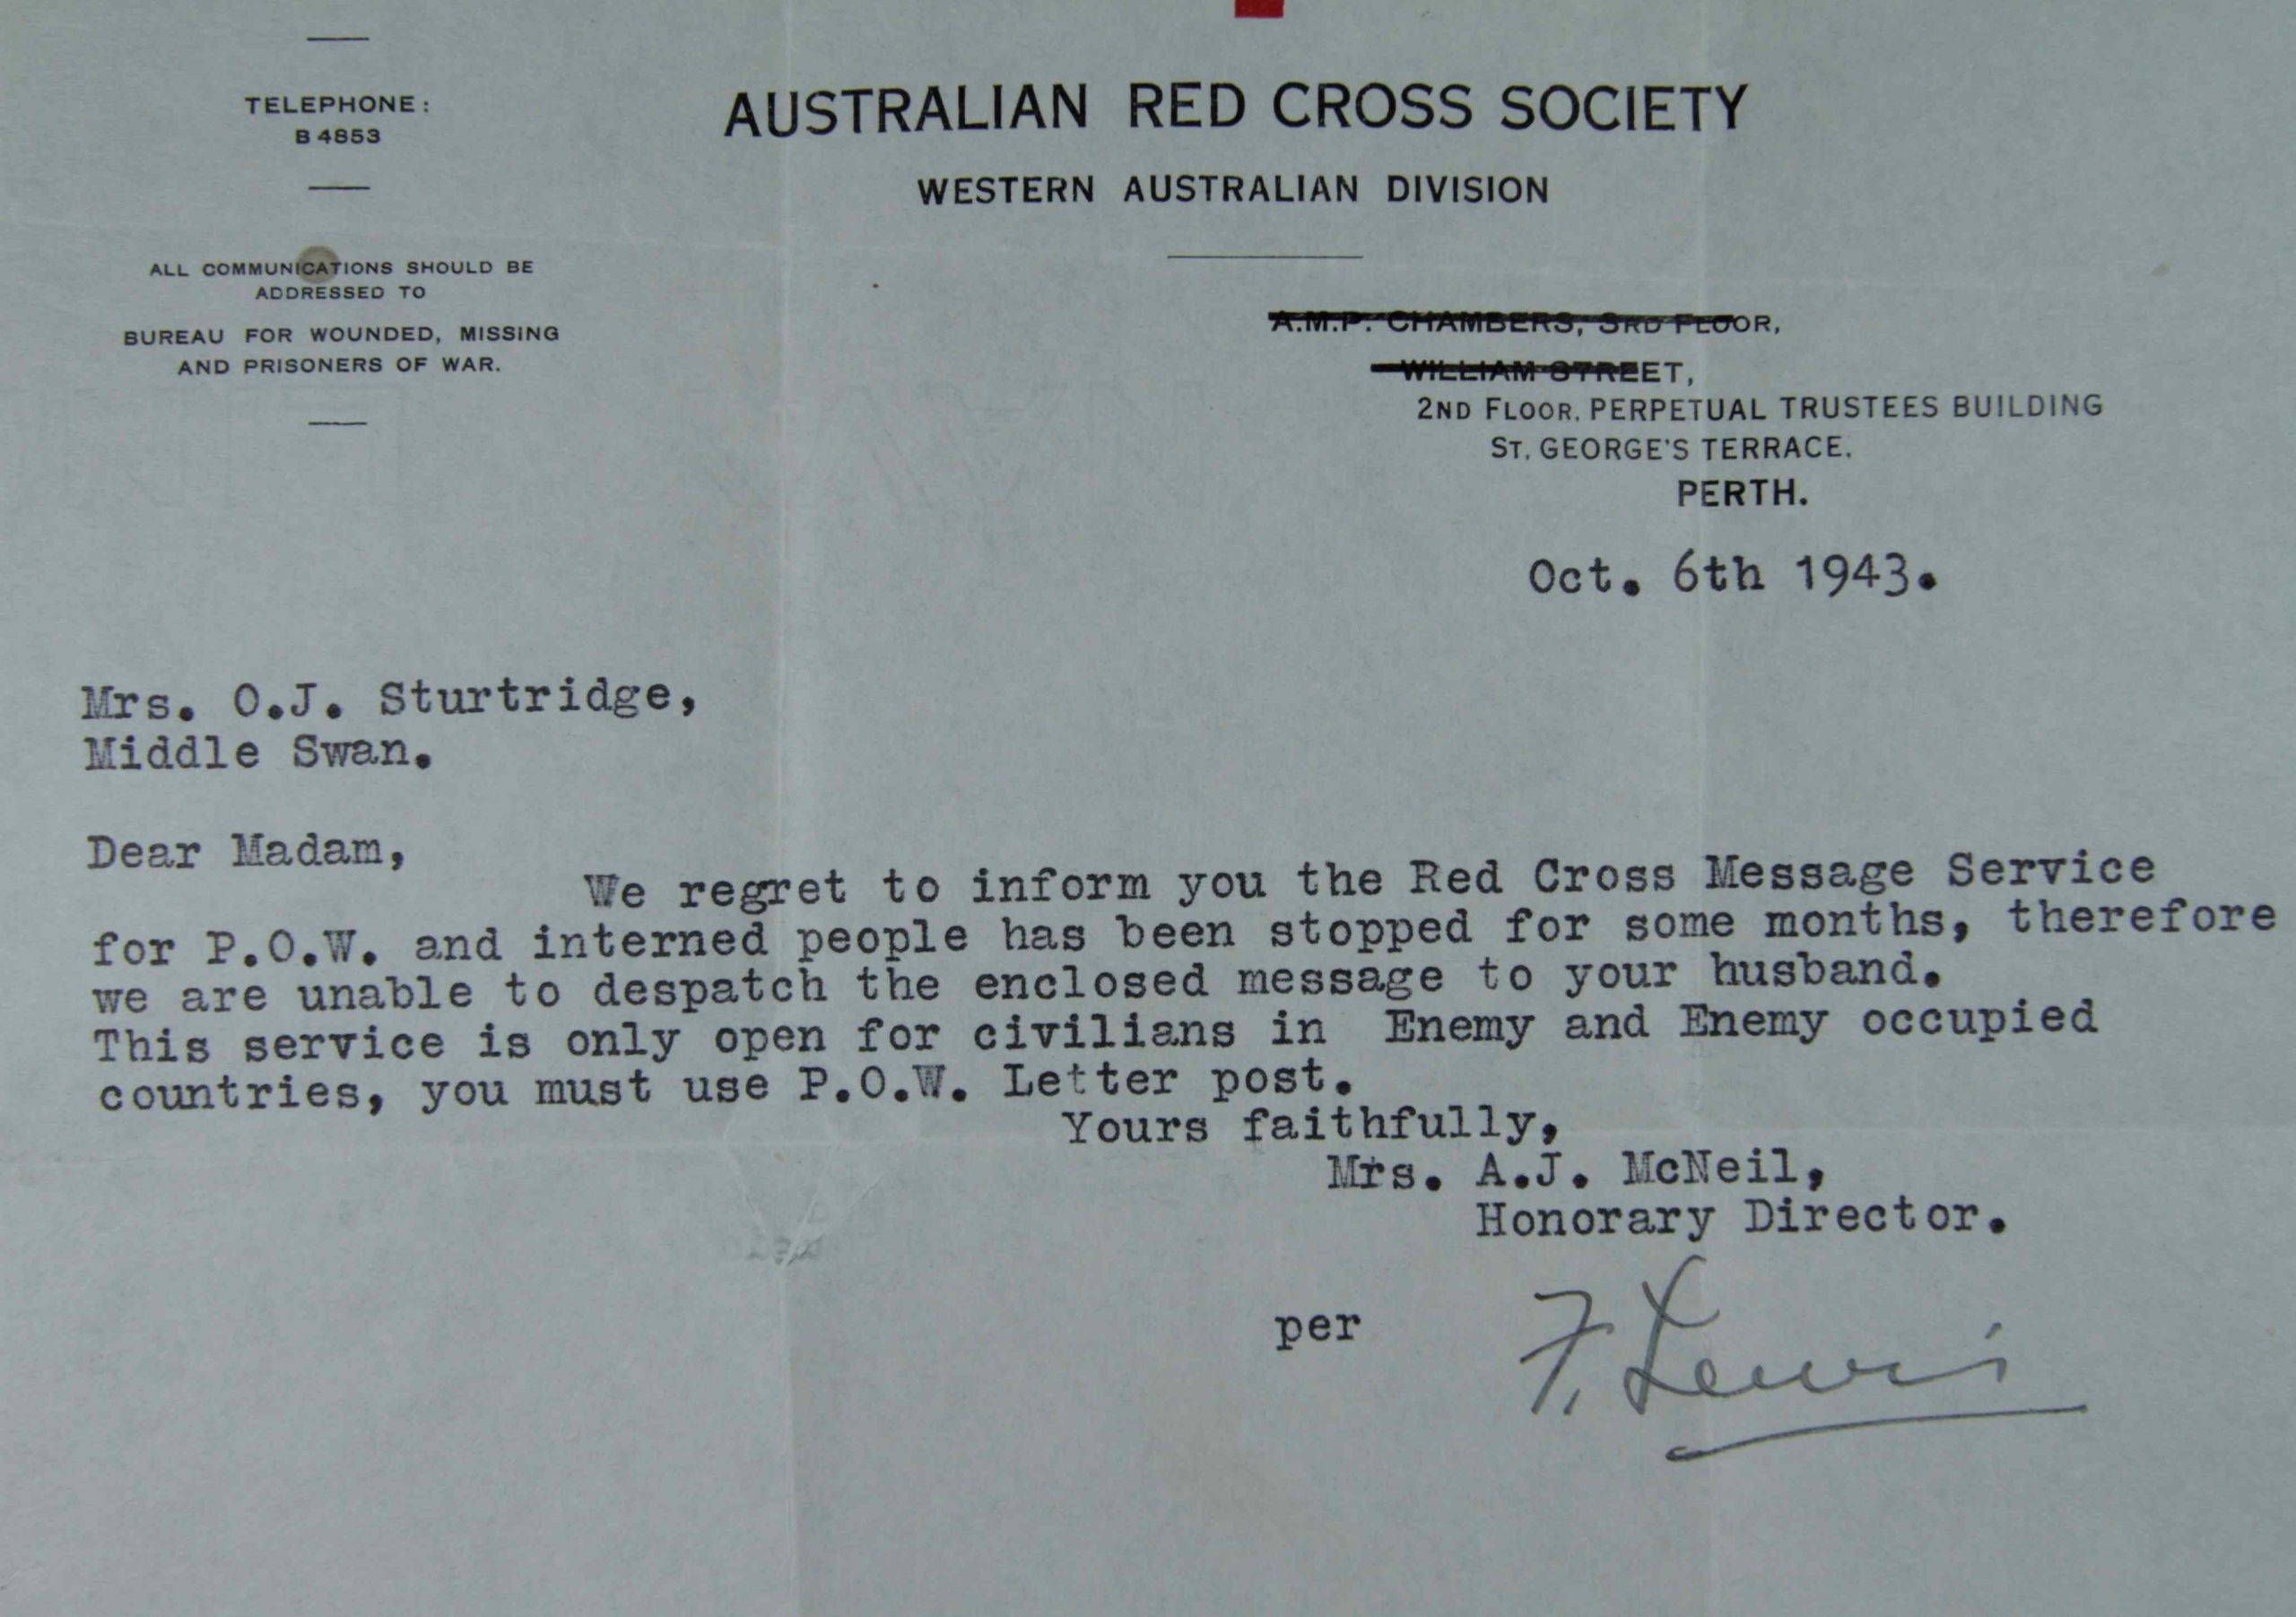 TELEPHONE:
B 4853
ALL COMMUNICATIONS SHOULD BE
ADDRESSED TO
BUREAU FOR WOUNDED, MISSING
AND PRISONERS OF WAR.
AUSTRALIAN RED CROSS SOCIETY
WESTERN AUSTRALIAN DIVISION
A.M.P. CHAMBERS, 3RD FLOOR,
WILLIAM STREET,
2ND FLOOR, PERPETUAL TRUSTEES BUILDING
ST. GEORGE'S TERRACE.
PERTH.
Oct. 6th 1943.
Mrs. O.J. Sturtridge,
Middle Swan.
Dear Madam,
We regret to inform you the Red Cross Message Service
for P.O.W. and interned people has been stopped for some months, therefore
we are unable to despatch the enclosed message to your husband.
This service is only open for civilians in Enemy and Enemy occupied
countries, you must use P.O.W. Letter post.
Yours faithfully,
Mrs. A.J. McNeil,
Honorary Director.
per F. Lewis